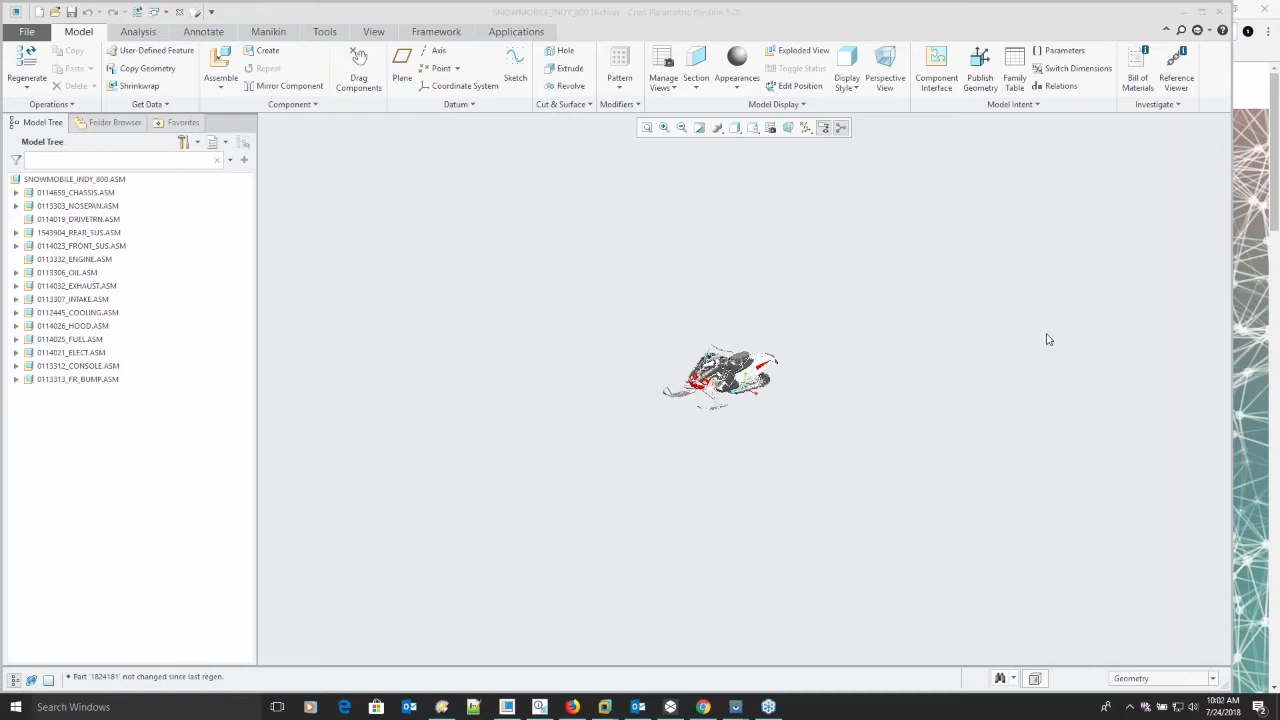 SNOWMOBILE_INDY_800 (Active) - Creo Parametric (System 5.0)
File
Model
Analysis
Annotate
Manikin
Tools
View
Framework
Applications
Regenerate
Copy
Paste
Delete
Operations
User-Defined Feature
Copy Geometry
Shrinkwrap
Get Data
Assemble
Create
Repeat
Mirror Component
Drag
Components
Component
Plane
Axis
Point
Coordinate System
Sketch
Datum
Hole
Extrude
Revolve
Cut & Surface
Pattern
Modifiers
Manage
Views
Section
Appearances
Exploded View
Toggle Status
Edit Position
Display
Style
Perspective
View
Model Display
Component
Interface
Publish
Geometry
Family
Table
Parameters
Switch Dimensions
Relations
Model Intent
Bill of
Materials
Reference
Viewer
Investigate
Model Tree
Folder Browser
Favorites
Model Tree
SNOWMOBILE_INDY_800.ASM
0114659_CHASSIS.ASM
0113303_NOSEPAN.ASM
0114019_DRIVETRN.ASM
1543904_REAR_SUS.ASM
0114023_FRONT_SUS.ASM
0113332_ENGINE.ASM
0113306_OIL.ASM
0114032_EXHAUST.ASM
0113307_INTAKE.ASM
0112445_COOLING.ASM
0114026_HOOD.ASM
0114025_FUEL.ASM
0114021_ELECT.ASM
0113312_CONSOLE.ASM
0113313_FR_BUMP.ASM
• Part '1824181' not changed since last regen.
Geometry
Search Windows
10:02 AM
7/24/2018